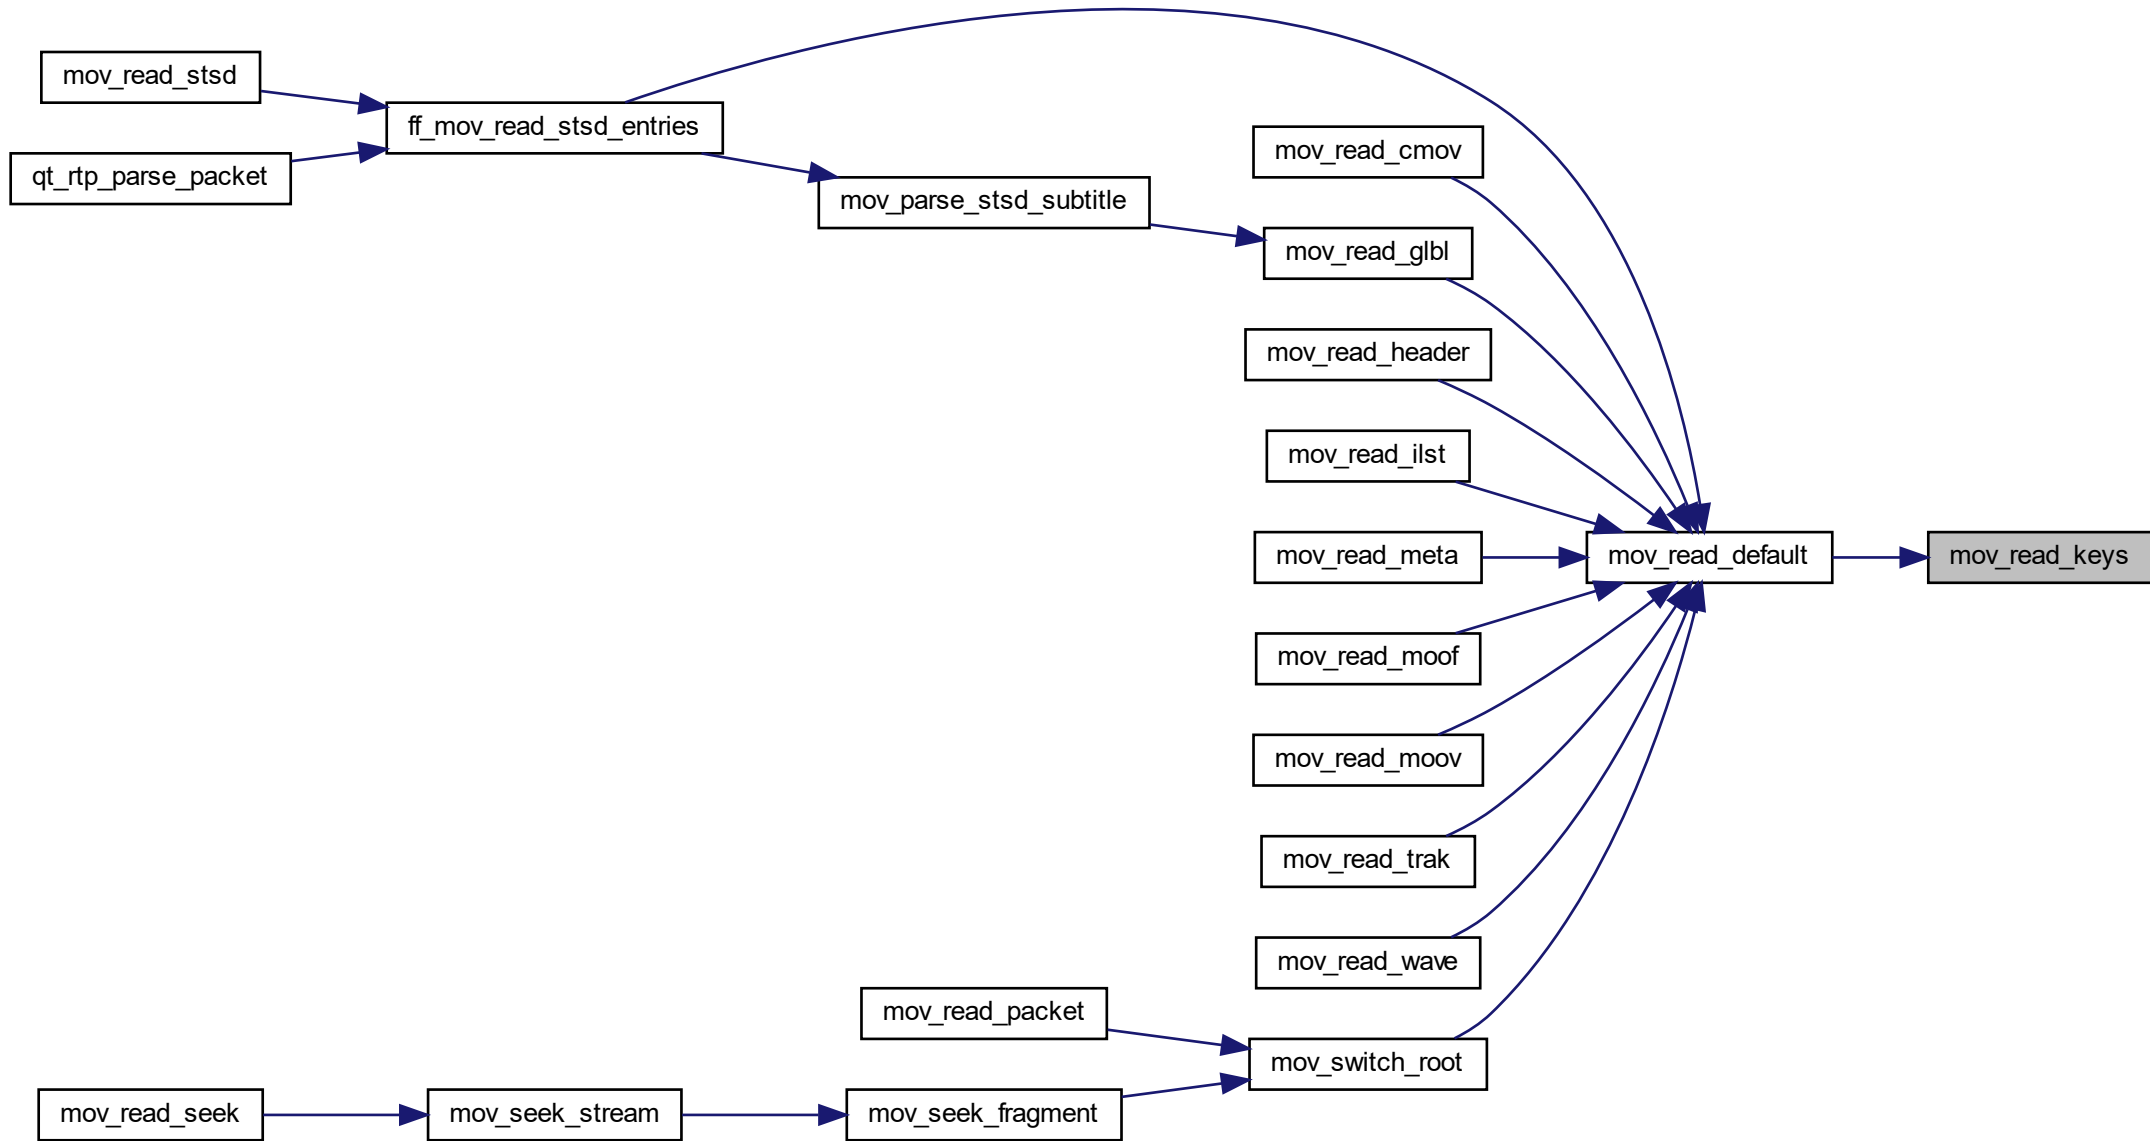 mov_read_stsd
ff_mov_read_stsd_entries
mov_read_cmov
qt_rtp_parse_packet
mov_parse_stsd_subtitle
mov_read_glbl
mov_read_header
mov_read_ilst
mov_read_meta
mov_read_default
mov_read_keys
mov_read_moof
mov_read_moov
mov_read_trak
mov_read_wave
mov_read_packet
mov_switch_root
mov_read_seek
mov_seek_stream
mov_seek_fragment